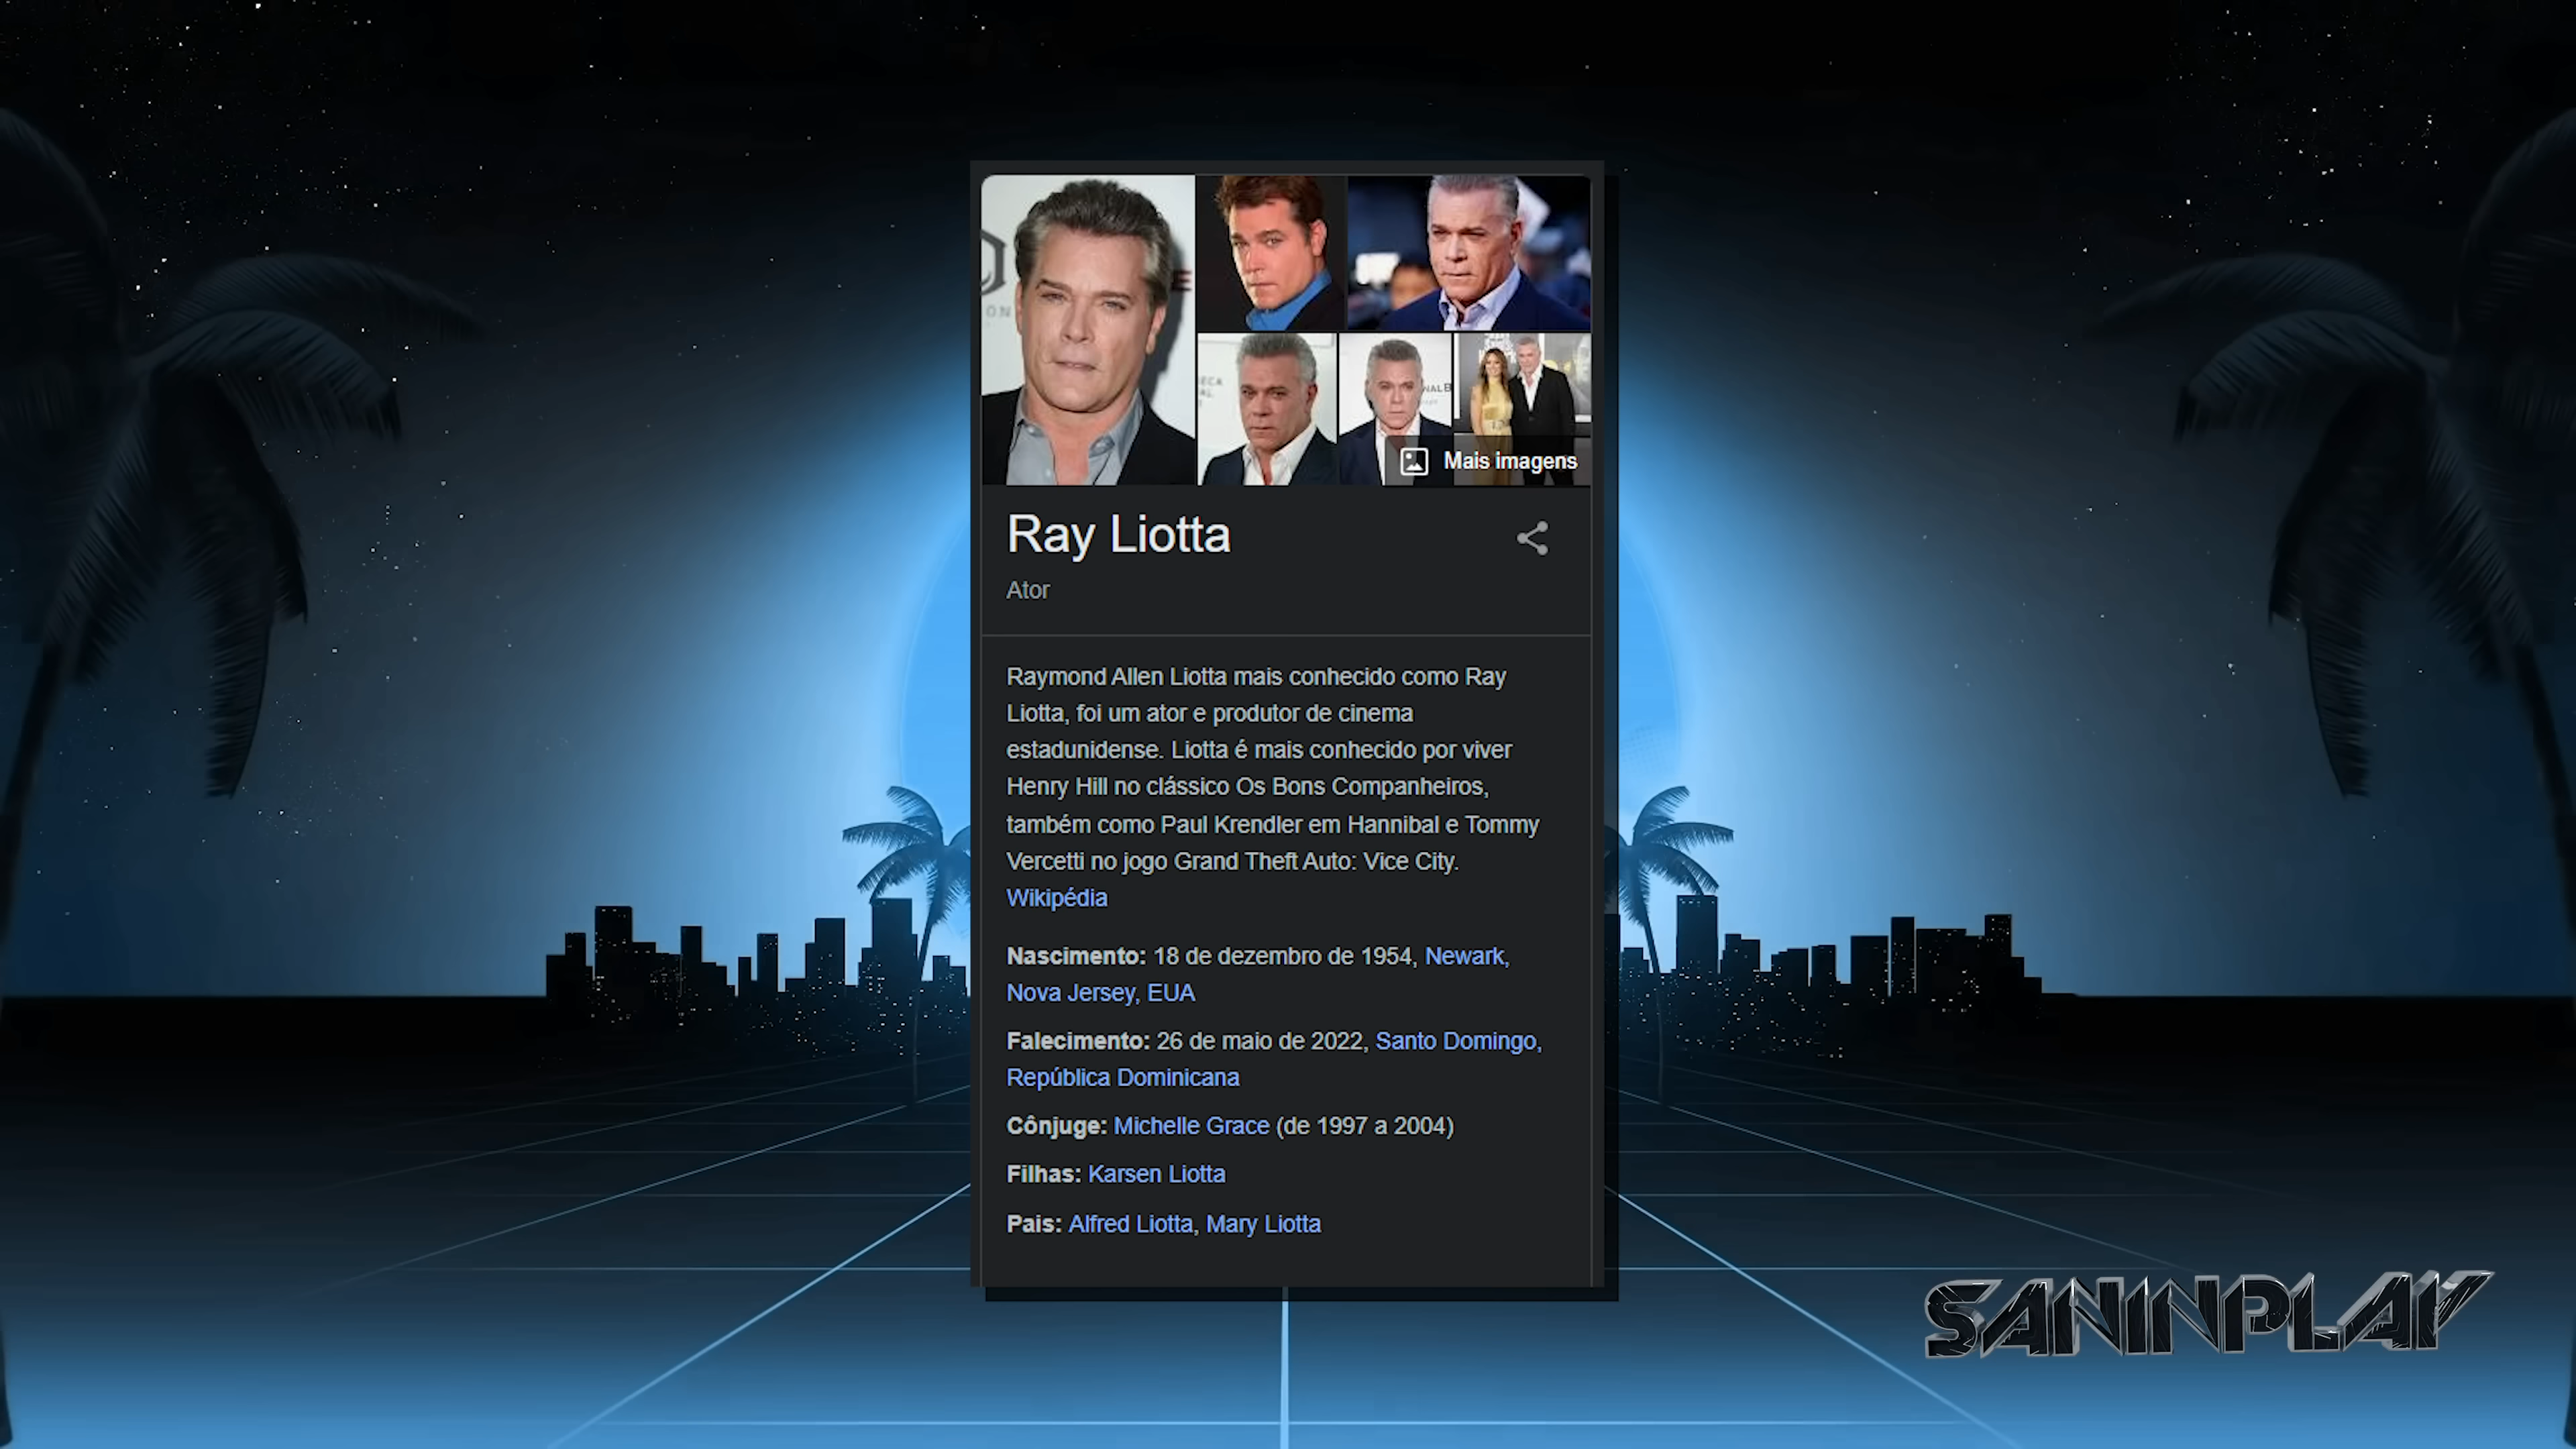 Mais imagens
Ray Liotta
Ator
Raymond Allen Liotta mais conhecido como Ray
Liotta, foi um ator e produtor de cinema
estadunidense. Liotta é mais conhecido por viver
Henry Hill no clássico Os Bons Companheiros,
também como Paul Krendler em Hannibal e Tommy
Vercetti no jogo Grand Theft Auto: Vice City.
Wikipédia
Nascimento: 18 de dezembro de 1954, Newark,
Nova Jersey, EUA
Falecimento: 26 de maio de 2022, Santo Domingo,
República Dominicana
Cônjuge: Michelle Grace (de 1997 a 2004)
Filhas: Karsen Liotta
Pais: Alfred Liotta, Mary Liotta
SANINPLAY